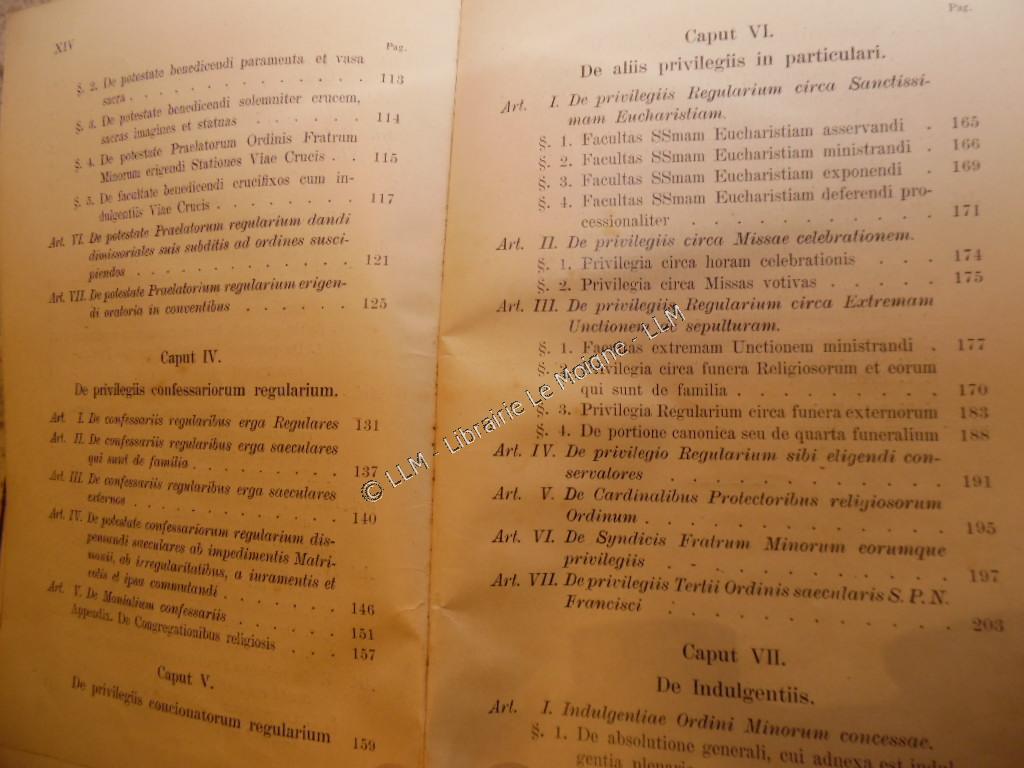 XIV
Pag.
§. 2. De potestate benedicendi paramenta et vasa
sacra . . . . . . . . . . . 113
§. 3. De potestate benedicendi solemniter crucem,
sacras imagines et statuas . . . . . . 114
§. 4. De potestate Praelatorum Ordinis Fratrum
Minorum erigendi Stationes Viae Crucis . . 115
§. 5. De facultate benedicendi crucifixos cum in-
dulgentiis Viae Crucis . . . . . . . 117
Art. VI. De potestate Praelatorum regularium dandi
dimissoriales suis subditis ad ordines susci-
piendos . . . . . . . . . . 121
Art. VII. De potestate Praelatorum regularium erigen-
di oratoria in conventibus . . . . . 125
Caput IV.
De privilegiis confessariorum regularium.
Art. I. De confessariis regularibus erga Regulares 131
Art. II. De confessariis regularibus erga saeculares
qui sunt de familia . . . . . . . . 137
Art. III. De confessariis regularibus erga saeculares
externos . . . . . . . . . . 140
Art. IV. De potestate confessariorum regularium dis-
pensandi saeculares ab impedimentis Matri-
monii, ab irregularitatibus, a iuramentis et
votis et ipsa commutandi . . . . . . 146
Art. V. De Monialium confessariis . . . . . 151
Appendix. De Congregationibus religiosis . . . 157
Caput V.
De privilegiis concionatorum regularium 159
Pag.
Caput VI.
De aliis privilegiis in particulari.
Art. I. De privilegiis Regularium circa Sanctissi-
mam Eucharistiam.
§. 1. Facultas SSmam Eucharistiam asservandi . 165
§. 2. Facultas SSmam Eucharistiam ministrandi . 166
§. 3. Facultas SSmam Eucharistiam exponendi . 169
§. 4. Facultas SSmam Eucharistiam deferendi pro-
cessionaliter . . . . . . . . . . 171
Art. II. De privilegiis circa Missae celebrationem.
§. 1. Privilegia circa horam celebrationis . . . 174
§. 2. Privilegia circa Missas votivas . . . . 175
Art. III. De privilegiis Regularium circa Extremam
Unctionem et sepulturam.
§. 1. Facultas extremam Unctionem ministrandi . 177
§. 2. Privilegia circa funera Religiosorum et eorum
qui sunt de familia . . . . . . . . 170
§. 3. Privilegia Regularium circa funera externorum 183
§. 4. De portione canonica seu de quarta funeralium 188
Art. IV. De privilegio Regularium sibi eligendi con-
servatores . . . . . . . . . . 191
Art. V. De Cardinalibus Protectoribus religiosorum
Ordinum . . . . . . . . . . . 195
Art. VI. De Syndicis Fratrum Minorum eorumque
privilegiis . . . . . . . . . . 197
Art. VII. De privilegiis Tertii Ordinis saecularis S. P. N.
Francisci . . . . . . . . . . 203
Caput VII.
De Indulgentiis.
Art. I. Indulgentiae Ordini Minorum concessae.
§. 1. De absolutione generali, cui adnexa est indul-
gentia plenaria
© LLM - Librairie Le Moigne - LLM